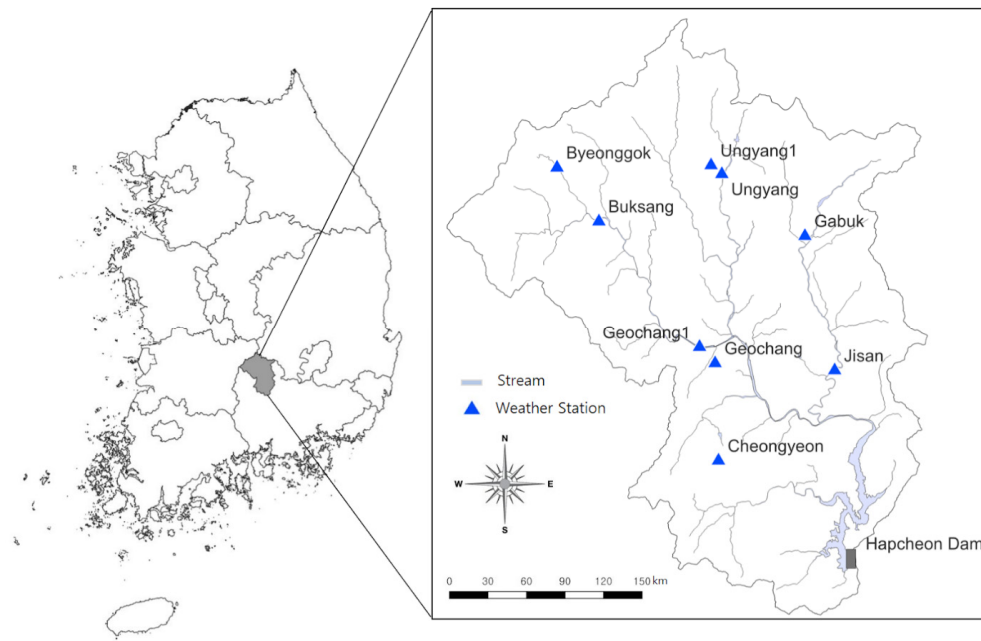 Byeonggok
Ungyang1
Ungyang
Buksang
Gabuk
Geochang1
Geochang
Jisan
Stream
Weather Station
Cheongyeon
N
W
E
S
Hapcheon Dam
0 30 60 90 120 150 km